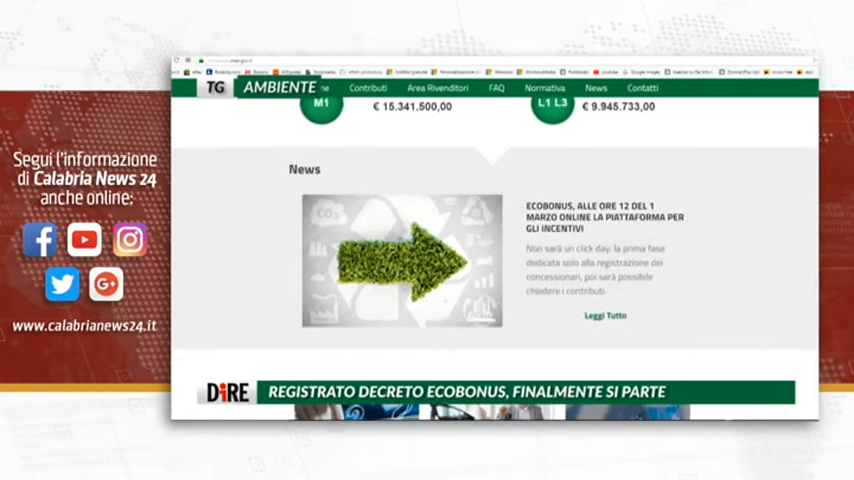 Segui l'informazione
di Calabria News 24
anche online:
www.calabrianews24.it
TG AMBIENTE
Contributi Area Rivenditori FAQ Normativa News Contatti
M1 € 15.341.500,00
L1 L3 € 9.945.733,00
News
CO2
ECOBONUS, ALLE ORE 12 DEL 1
MARZO ONLINE LA PIATTAFORMA PER
GLI INCENTIVI
Non sarà un click day: la prima fase
dedicata solo alla registrazione dei
concessionari, poi sarà possibile
chiedere i contributi.
Leggi Tutto
DiRE REGISTRATO DECRETO ECOBONUS, FINALMENTE SI PARTE